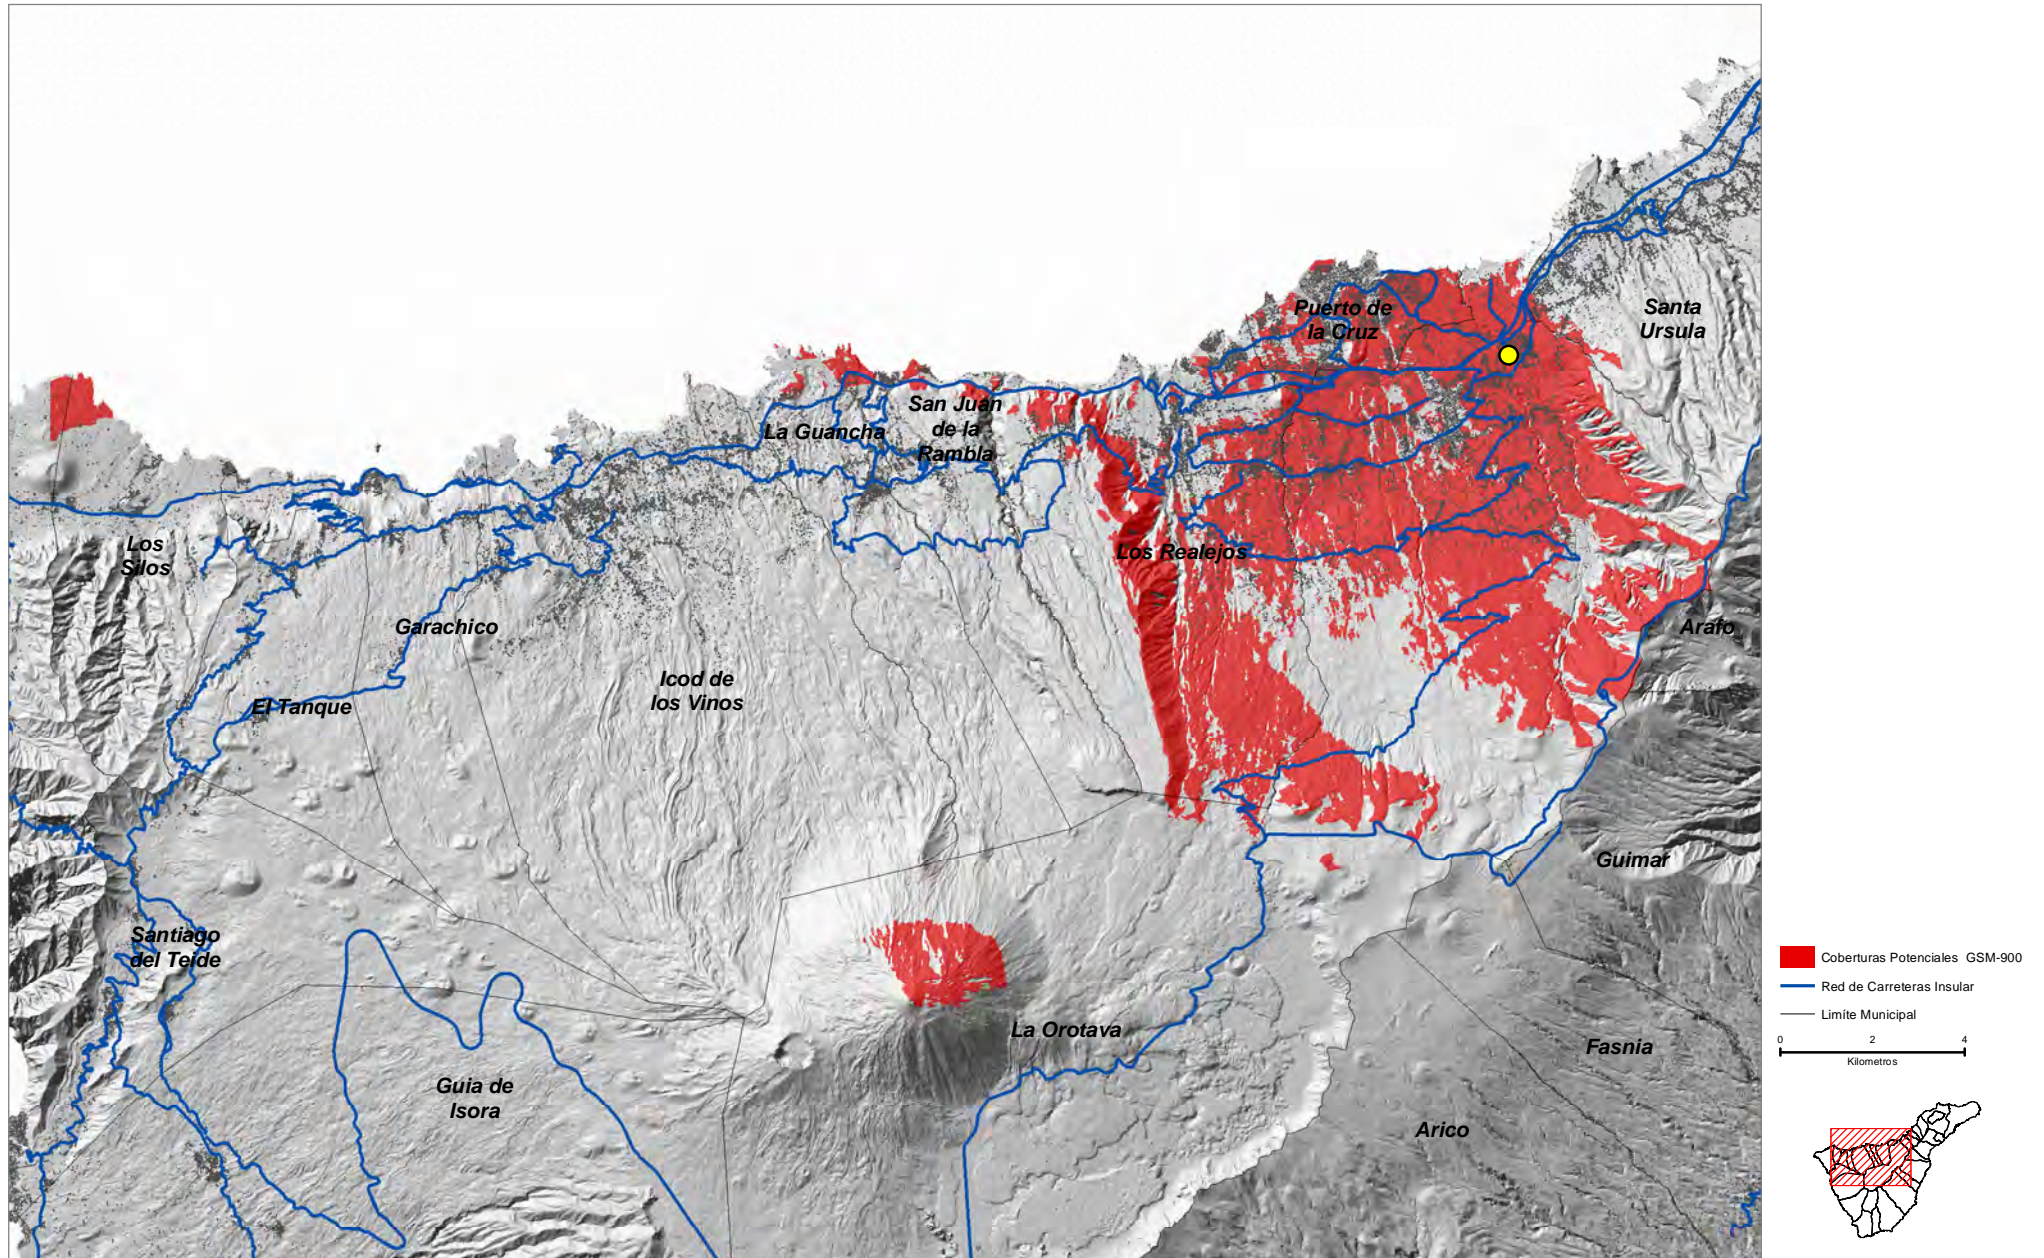 Puerto de
la Cruz
Santa
Ursula
San Juan
de la
Rambla
La Guancha
Los
Silos
Los Realejos
Garachico
Arafo
Icod de
los Vinos
El Tanque
Guimar
Santiago
del Teide
La Orotava
Fasnia
Guia de
Isora
Arico
Coberturas Potenciales GSM-900
Red de Carreteras Insular
Limíte Municipal
0 2 4
Kilometros